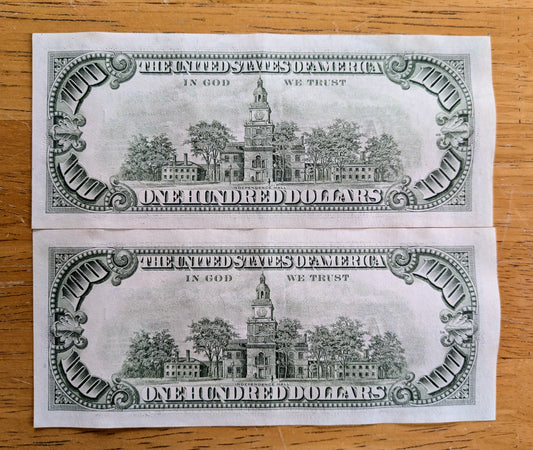 100 100
THE UNITED STATES OF AMERICA
IN GOD WE TRUST
INDEPENDENCE HALL
100 100
ONE HUNDRED DOLLARS
100 100
THE UNITED STATES OF AMERICA
IN GOD WE TRUST
INDEPENDENCE HALL
100 100
ONE HUNDRED DOLLARS